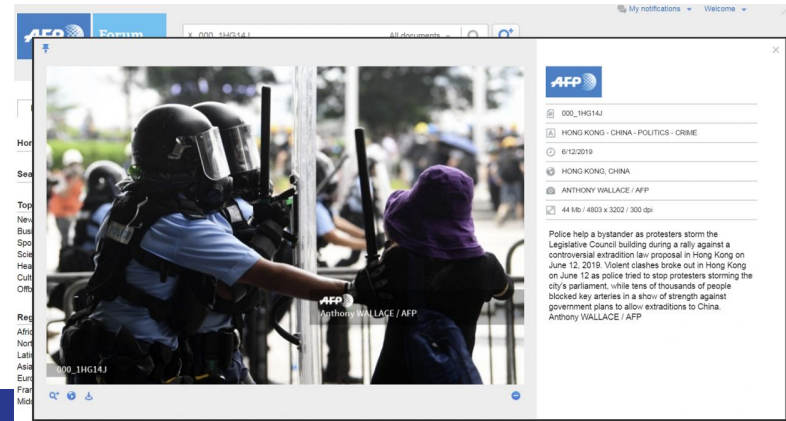 My notifications
Welcome
AFP
Forum
X 000_1HG14J
All documents
Hor
Sea
Top
New
Busi
Spo
Scie
Hea
Cult
Offb
Reg
Afric
Nort
Latin
Asia
Euro
Fran
Midd
AFP
Anthony WALLACE / AFP
000_1HG14J
AFP
000_1HG14J
HONG KONG - CHINA - POLITICS - CRIME
6/12/2019
HONG KONG, CHINA
ANTHONY WALLACE / AFP
44 Mb / 4803 x 3202 / 300 dpi
Police help a bystander as protesters storm the
Legislative Council building during a rally against a
controversial extradition law proposal in Hong Kong on
June 12, 2019. Violent clashes broke out in Hong Kong
on June 12 as police tried to stop protesters storming the
city's parliament, while tens of thousands of people
blocked key arteries in a show of strength against
government plans to allow extraditions to China.
Anthony WALLACE / AFP